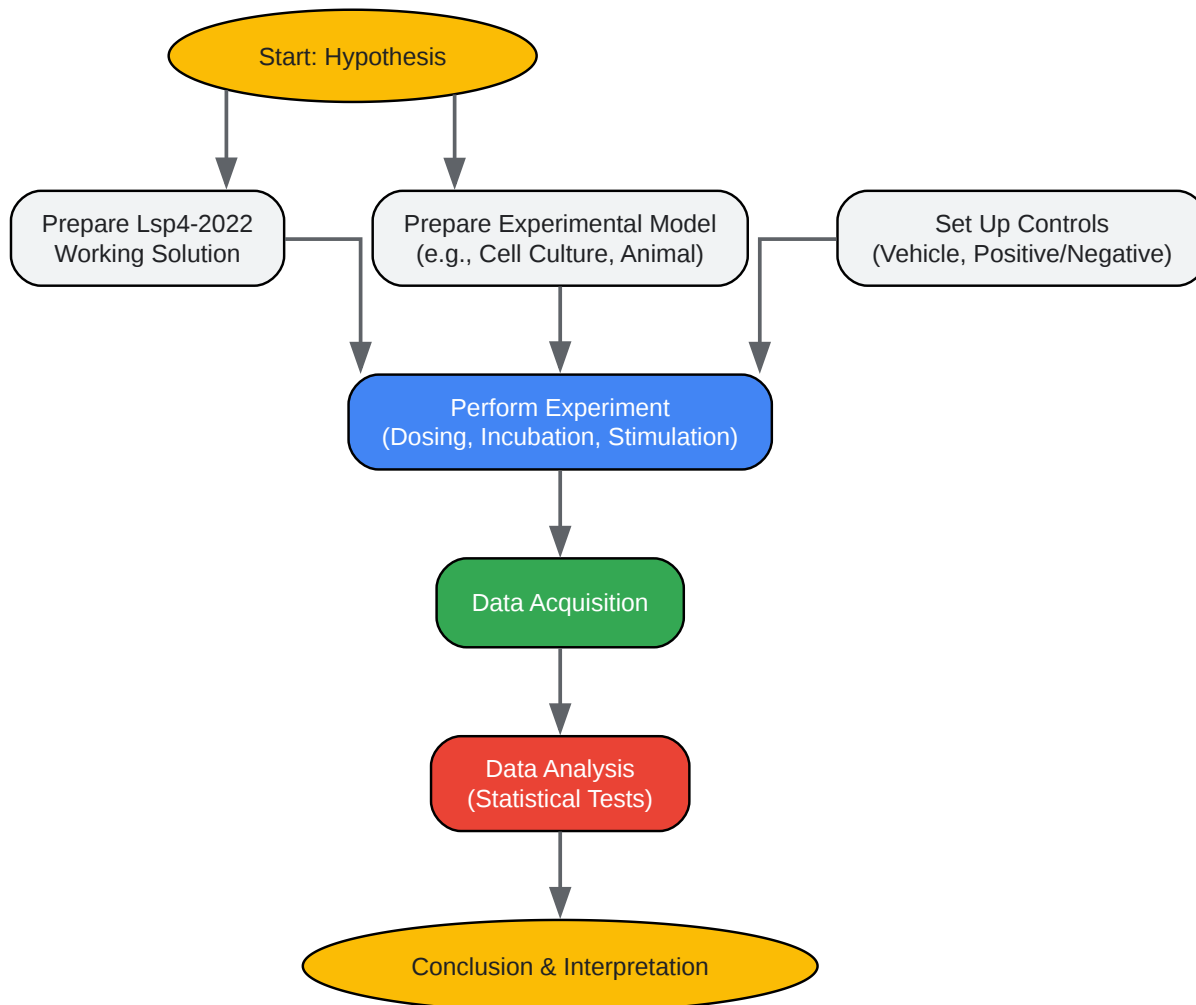 Start: Hypothesis
Prepare Lsp4-2022
Working Solution
Prepare Experimental Model
(e.g., Cell Culture, Animal)
Set Up Controls
(Vehicle, Positive/Negative)
Perform Experiment
(Dosing, Incubation, Stimulation)
Data Acquisition
Data Analysis
(Statistical Tests)
Conclusion & Interpretation